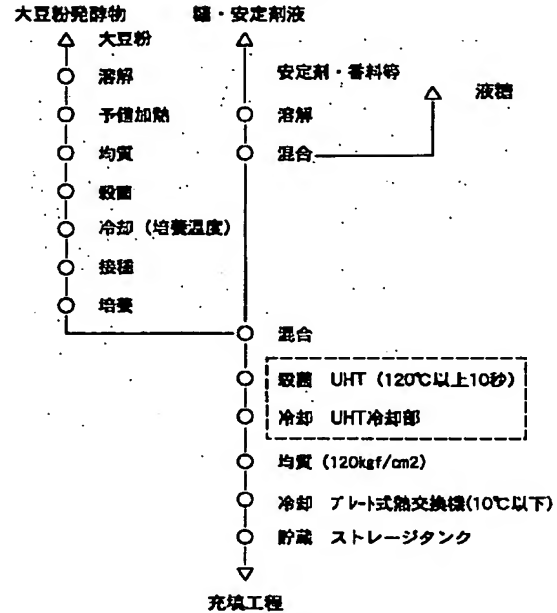 大豆粉発酵物
糖・安定剤液
大豆粉
溶解
予備加熱
均質
殺菌
冷却（培養温度）
接種
培養
安定剤・香料等
液糖
溶解
混合
混合
殺菌 UHT（120℃以上10秒）
冷却 UHT冷却部
均質（120kgf/cm2）
冷却 プレート式熱交換機(10℃以下)
貯蔵 ストレージタンク
充填工程